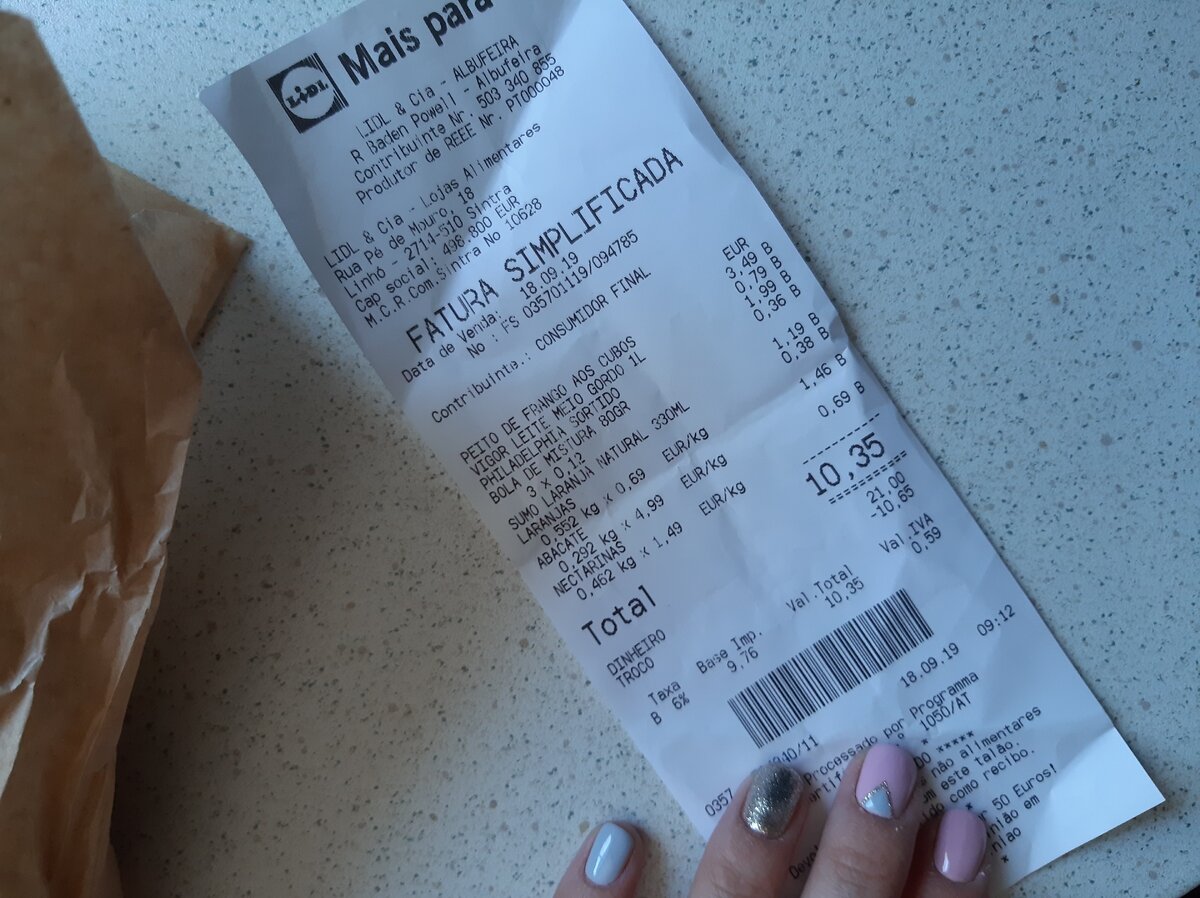 LIDL
Mais para
LIDL & Cia - ALBUFEIRA
R Baden Powell - Albufeira
Contribuinte Nr. 503 340 855
Produtor de REEE Nr. PT000048
LIDL & Cia - Lojas Alimentares
Rua Pé de Mouro, 18
Linhó - 2714-510 Sintra
Cap social: 498.800 EUR
M.C.R.Com.Sintra No 10628
FATURA SIMPLIFICADA
Data de Venda: 18.09.19
No : FS 035701119/094785
Contribuinte.: CONSUMIDOR FINAL
EUR
PEITO DE FRANGO AOS CUBOS 3,49 B
VIGOR LEITE MEIO GORDO 1L 0,79 B
PHILADELPHIA SORTIDO 1,99 B
BOLA DE MISTURA 80GR 0,36 B
3 x 0,12
SUMO LARANJA NATURAL 330ML 1,19 B
LARANJAS 0,38 B
0,552 kg x 0,69 EUR/kg
ABACATE 1,46 B
0,292 kg x 4,99 EUR/kg
NECTARINAS 0,69 B
0,462 kg x 1,49 EUR/kg
Total 10,35
DINHEIRO 21,00
TROCO -10,65
Taxa Base Imp. Val.Total Val.IVA
B 6% 9,76 10,35 0,59
0357 040/11 18.09.19 09:12
Processado por Programa
1050/AT
DO *****
não alimentares
este talão.
como recibo.
50 Euros!
em
*